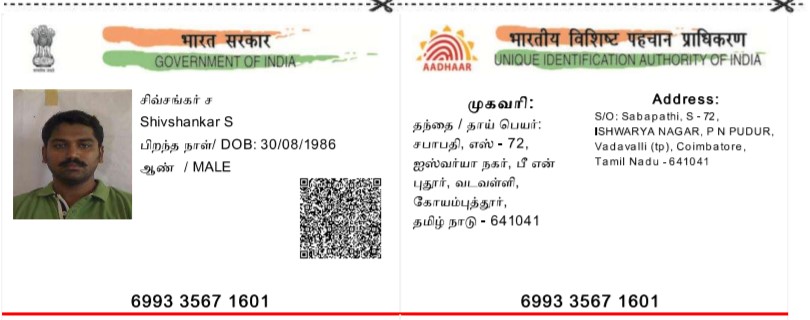 भारत सरकार
GOVERNMENT OF INDIA
சிவ்சங்கர் ச
Shivshankar S
பிறந்த நாள்/ DOB: 30/08/1986
ஆண் / MALE
6993 3567 1601
AADHAAR
भारतीय विशिष्ट पहचान प्राधिकरण
UNIQUE IDENTIFICATION AUTHORITY OF INDIA
முகவரி:
தந்தை / தாய் பெயர்:
சபாபதி, எஸ் - 72,
ஐஸ்வர்யா நகர், பீ என்
புதூர், வடவள்ளி,
கோயம்புத்தூர்,
தமிழ் நாடு - 641041
Address:
S/O: Sabapathi, S - 72,
ISHWARYA NAGAR, P N PUDUR,
Vadavalli (tp), Coimbatore,
Tamil Nadu - 641041
6993 3567 1601